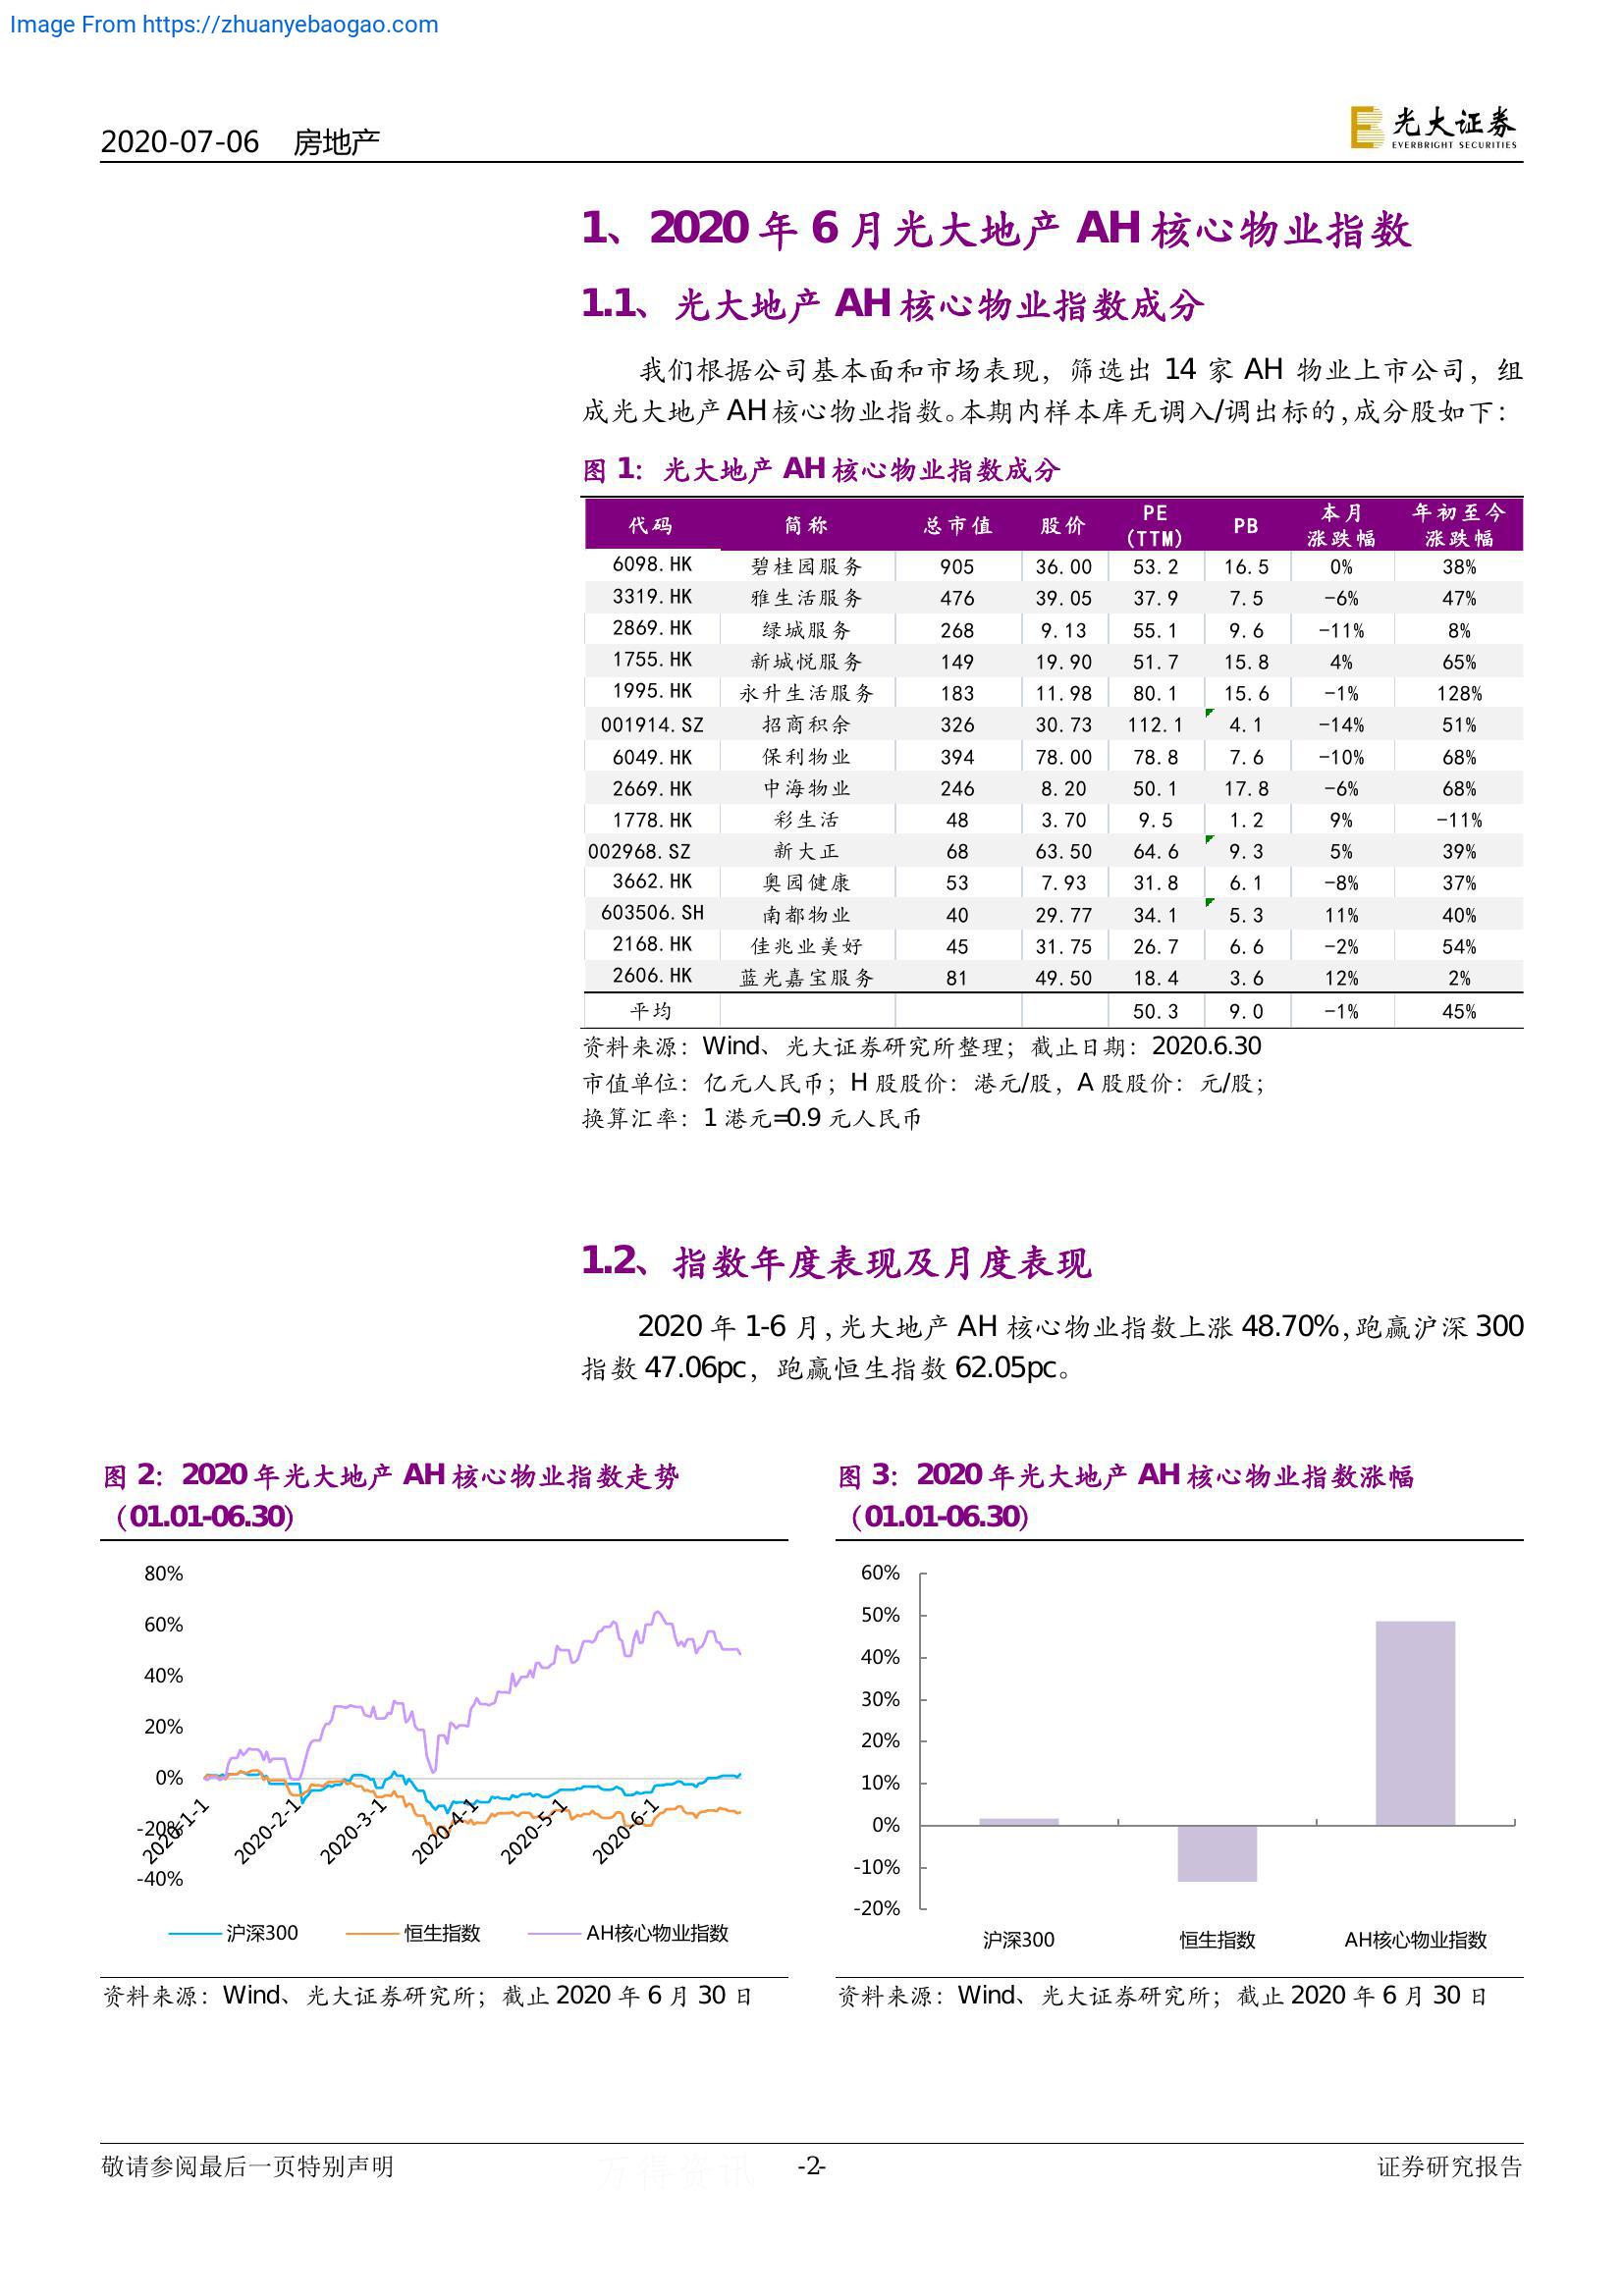 Image From https://zhuanyebaogao.com
2020-07-06 房地产
光大证券
EVERBRIGHT SECURITIES
1、2020 年 6 月光大地产 AH 核心物业指数
1.1、光大地产 AH 核心物业指数成分
我们根据公司基本面和市场表现，筛选出 14 家 AH 物业上市公司，组
成光大地产 AH 核心物业指数。本期内样本库无调入/调出标的，成分股如下：
图 1：光大地产 AH 核心物业指数成分
代码 简称 总市值 股价 PE (TTM) PB 本月涨跌幅 年初至今涨跌幅
6098.HK 碧桂园服务 905 36.00 53.2 16.5 0% 38%
3319.HK 雅生活服务 476 39.05 37.9 7.5 -6% 47%
2869.HK 绿城服务 268 9.13 55.1 9.6 -11% 8%
1755.HK 新城悦服务 149 19.90 51.7 15.8 4% 65%
1995.HK 永升生活服务 183 11.98 80.1 15.6 -1% 128%
001914.SZ 招商积余 326 30.73 112.1 4.1 -14% 51%
6049.HK 保利物业 394 78.00 78.8 7.6 -10% 68%
2669.HK 中海物业 246 8.20 50.1 17.8 -6% 68%
1778.HK 彩生活 48 3.70 9.5 1.2 9% -11%
002968.SZ 新大正 68 63.50 64.6 9.3 5% 39%
3662.HK 奥园健康 53 7.93 31.8 6.1 -8% 37%
603506.SH 南都物业 40 29.77 34.1 5.3 11% 40%
2168.HK 佳兆业美好 45 31.75 26.7 6.6 -2% 54%
2606.HK 蓝光嘉宝服务 81 49.50 18.4 3.6 12% 2%
平均 50.3 9.0 -1% 45%
资料来源：Wind、光大证券研究所整理；截止日期：2020.6.30
市值单位：亿元人民币；H 股股价：港元/股，A 股股价：元/股；
换算汇率：1 港元=0.9 元人民币
1.2、指数年度表现及月度表现
2020 年 1-6 月，光大地产 AH 核心物业指数上涨 48.70%，跑赢沪深 300
指数 47.06pc，跑赢恒生指数 62.05pc。
图 2：2020 年光大地产 AH 核心物业指数走势
（01.01-06.30）
80%
60%
40%
20%
0%
-20%
-40%
2020-1-1 2020-2-1 2020-3-1 2020-4-1 2020-5-1 2020-6-1
沪深300 恒生指数 AH核心物业指数
资料来源：Wind、光大证券研究所；截止 2020 年 6 月 30 日
图 3：2020 年光大地产 AH 核心物业指数涨幅
（01.01-06.30）
60%
50%
40%
30%
20%
10%
0%
-10%
-20%
沪深300 恒生指数 AH核心物业指数
资料来源：Wind、光大证券研究所；截止 2020 年 6 月 30 日
敬请参阅最后一页特别声明 -2- 证券研究报告
万得资讯